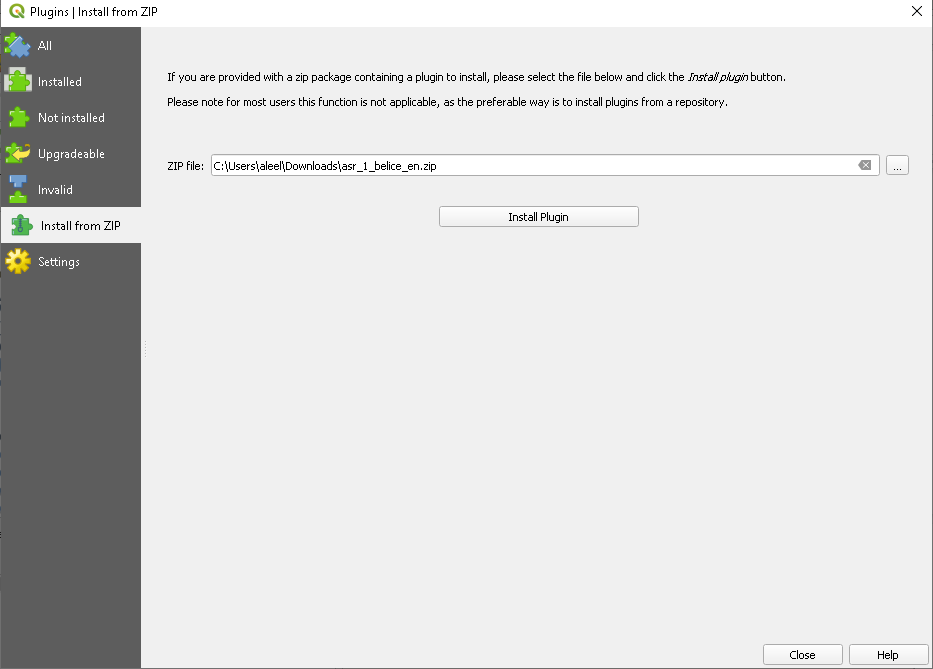 Plugins | Install from ZIP
All
Installed
Not installed
Upgradeable
Invalid
Install from ZIP
Settings
If you are provided with a zip package containing a plugin to install, please select the file below and click the Install plugin button.
Please note for most users this function is not applicable, as the preferable way is to install plugins from a repository.
ZIP file: C:\Users\aleel\Downloads\asr_1_belice_en.zip ...
Install Plugin
Close Help